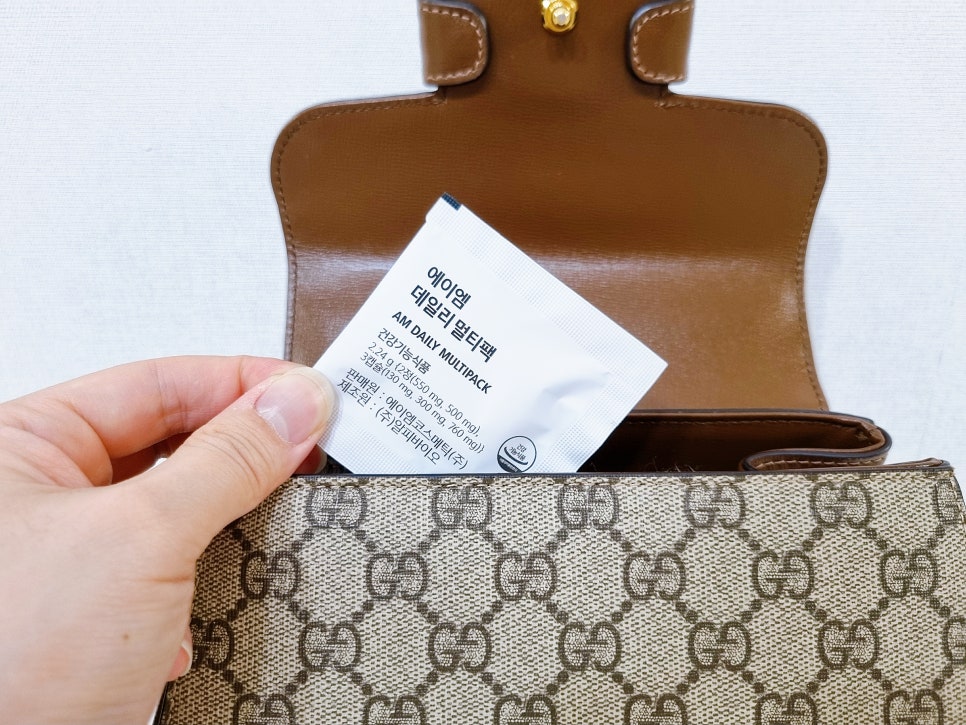 에이엠
데일리 멀티팩
AM DAILY MULTIPACK
건강기능식품
2.24 g (2정(550 mg, 500 mg),
3캡슐(130 mg, 300 mg, 760 mg))
판매원 : 에이엠코스메틱(주)
제조원 : (주)알피바이오